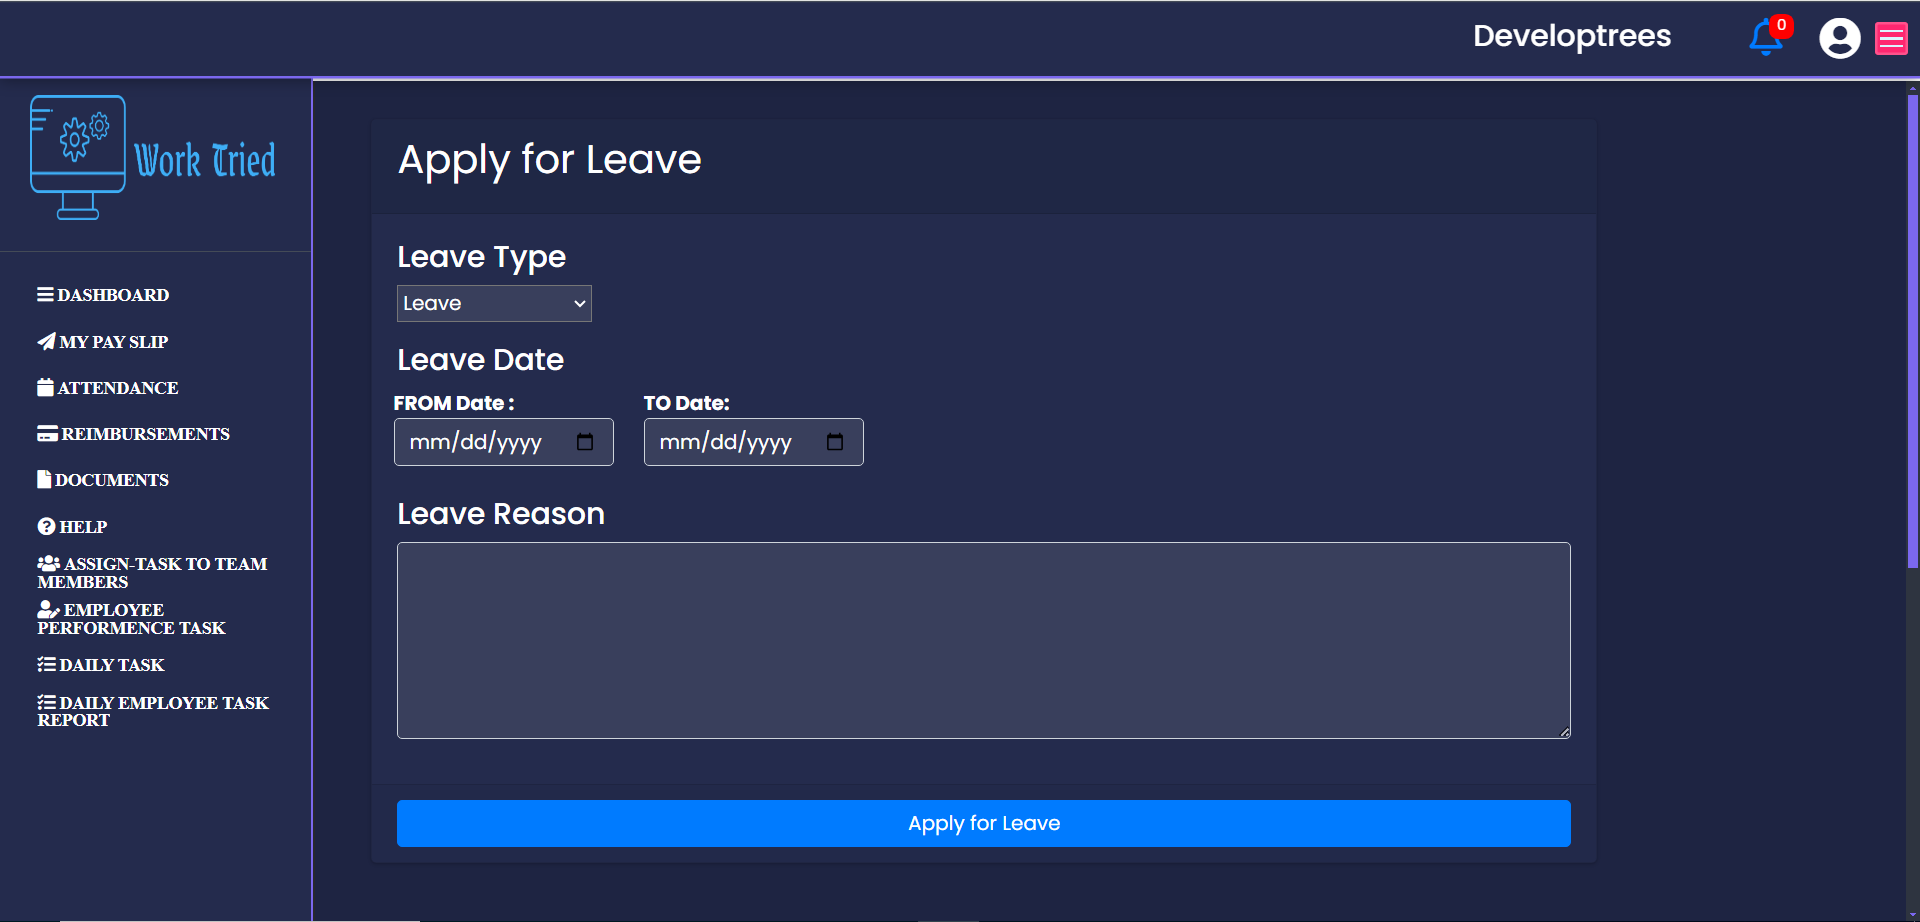 Developtrees
0
Work Tried
DASHBOARD
MY PAY SLIP
ATTENDANCE
REIMBURSEMENTS
DOCUMENTS
HELP
ASSIGN-TASK TO TEAM
MEMBERS
EMPLOYEE
PERFORMENCE TASK
DAILY TASK
DAILY EMPLOYEE TASK
REPORT
Apply for Leave
Leave Type
Leave
Leave Date
FROM Date :
TO Date:
mm/dd/yyyy
mm/dd/yyyy
Leave Reason
Apply for Leave